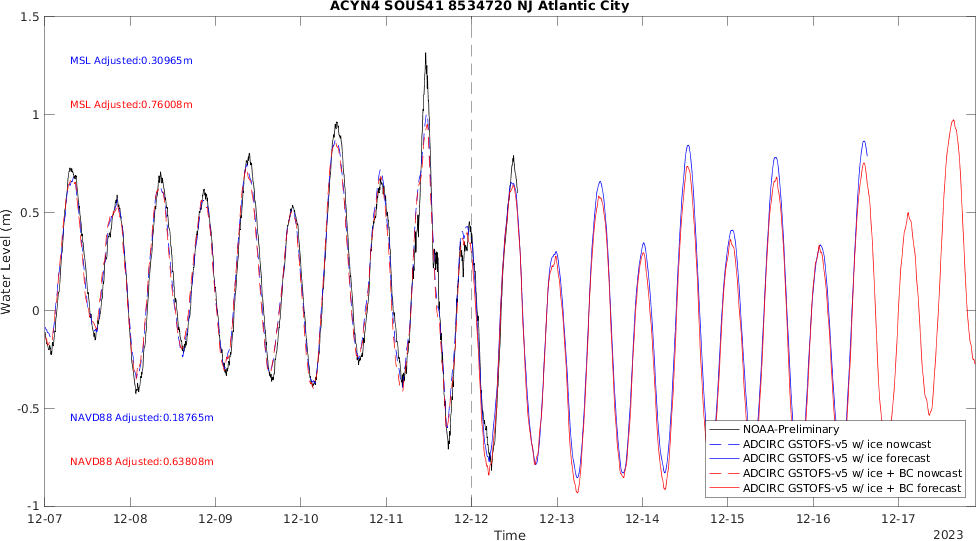 ACYN4 SOUS41 8534720 NJ Atlantic City
1.5
1
0.5
0
-0.5
-1
Water Level (m)
MSL Adjusted:0.30965m
MSL Adjusted:0.76008m
NAVD88 Adjusted:0.18765m
NAVD88 Adjusted:0.63808m
NOAA-Preliminary
ADCIRC GSTOFS-v5 w/ ice nowcast
ADCIRC GSTOFS-v5 w/ ice forecast
ADCIRC GSTOFS-v5 w/ ice + BC nowcast
ADCIRC GSTOFS-v5 w/ ice + BC forecast
12-07 12-08 12-09 12-10 12-11 12-12 12-13 12-14 12-15 12-16 12-17
Time
2023